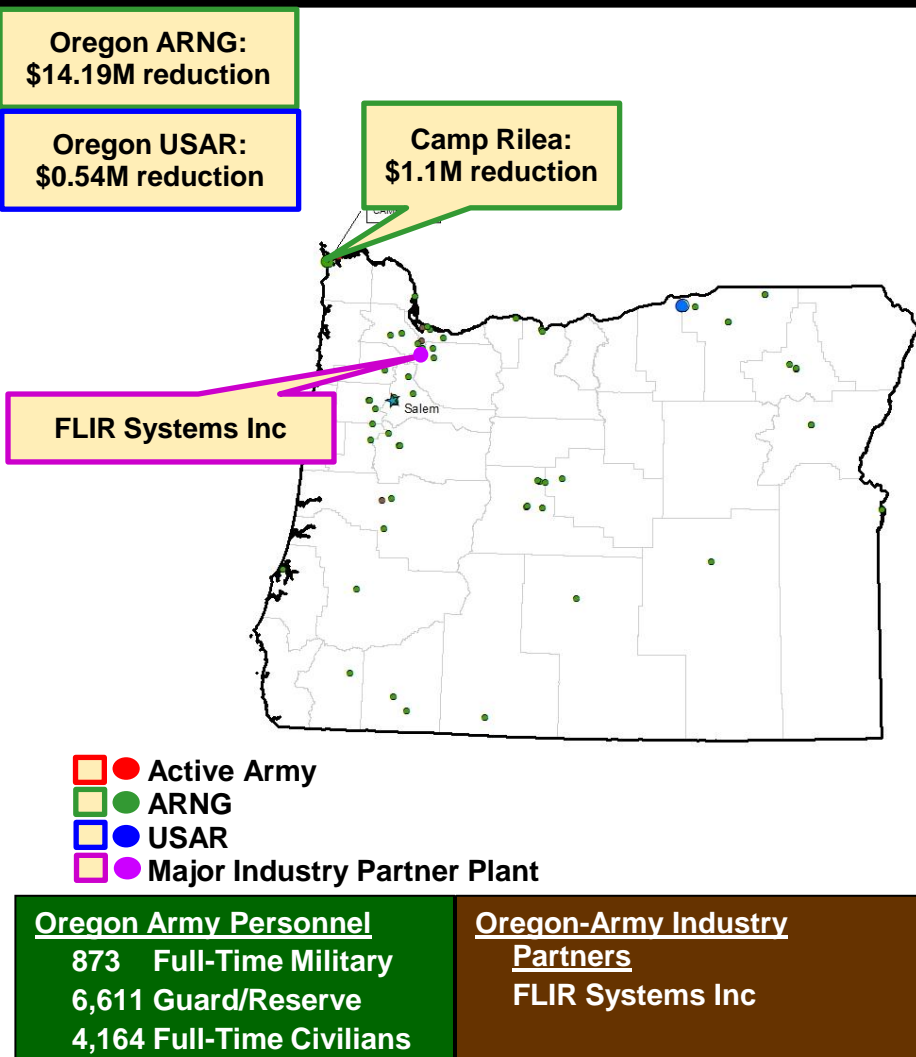 Oregon ARNG:
$14.19M reduction
Oregon USAR:
$0.54M reduction
Camp Rilea:
$1.1M reduction
FLIR Systems Inc
Salem
Active Army
ARNG
USAR
Major Industry Partner Plant
Oregon Army Personnel
873 Full-Time Military
6,611 Guard/Reserve
4,164 Full-Time Civilians
Oregon-Army Industry
Partners
FLIR Systems Inc